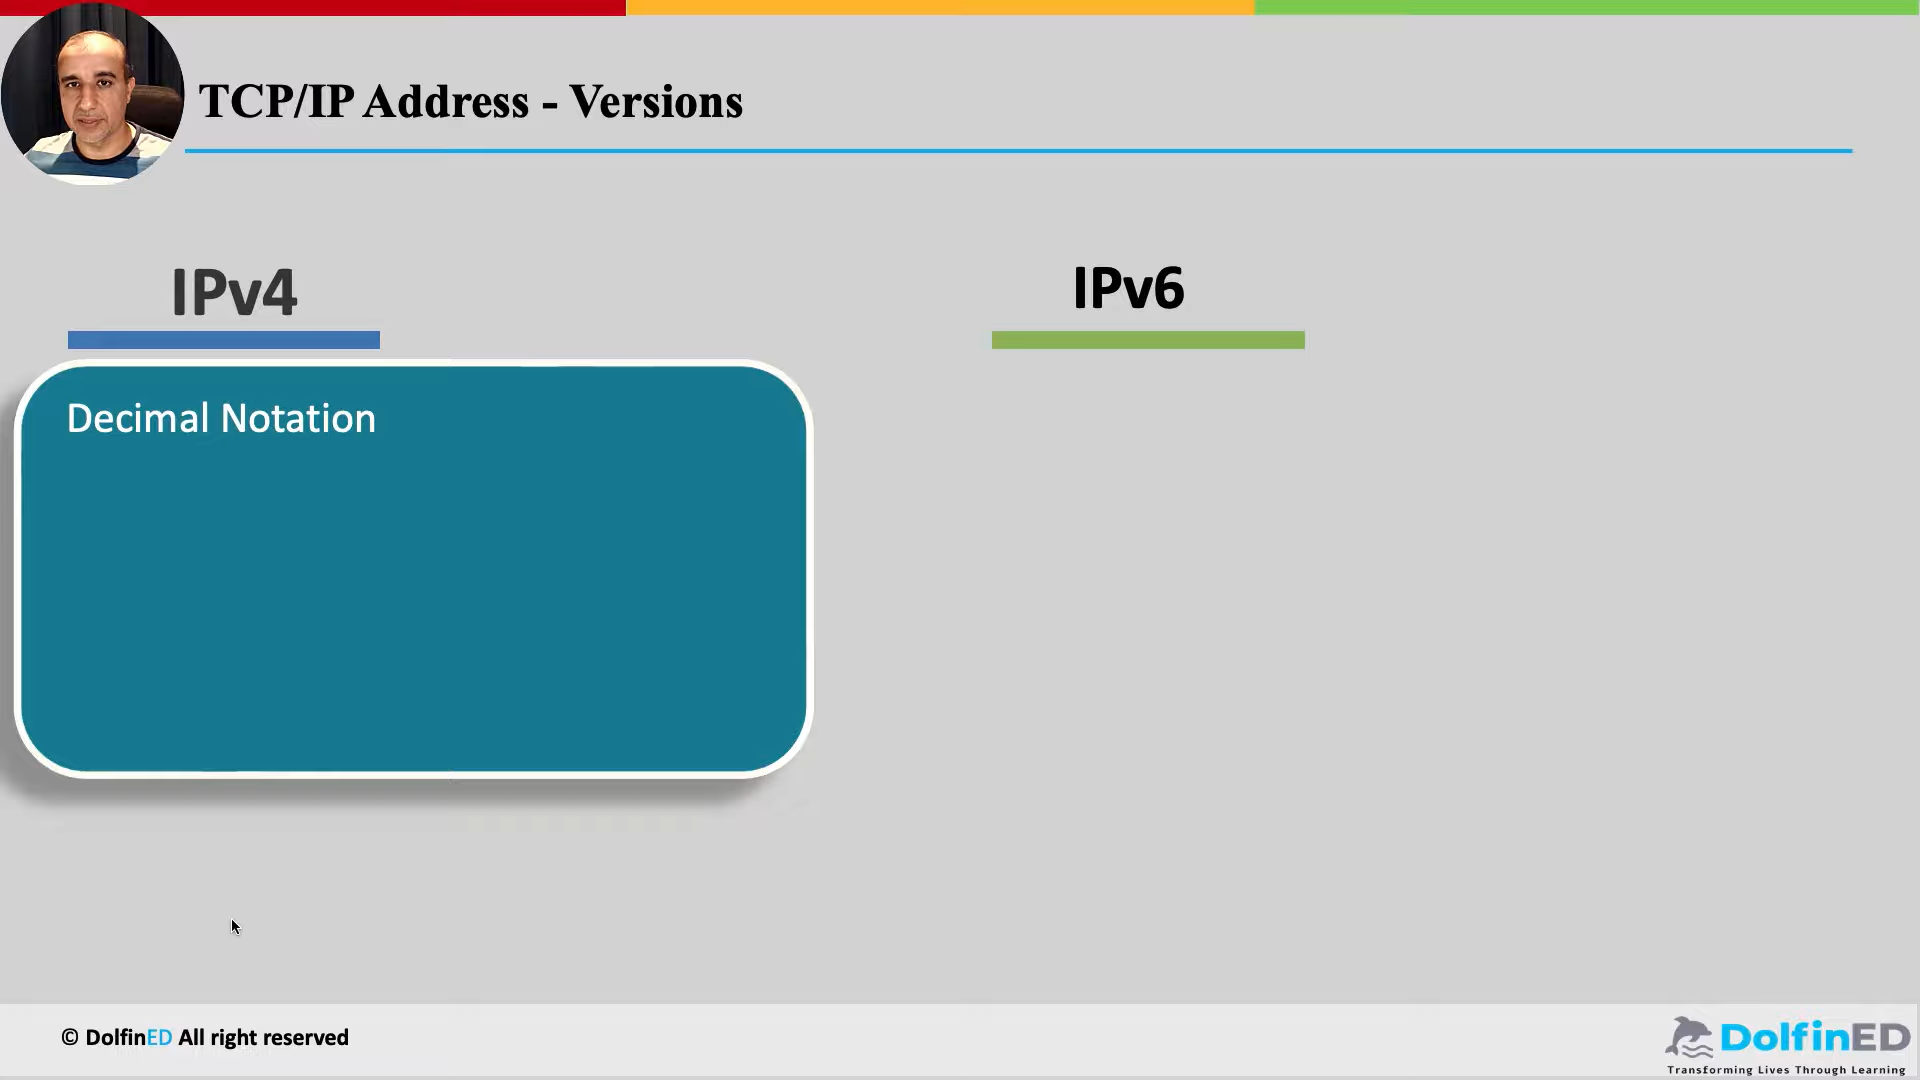 TCP/IP Address - Versions
IPv4
IPv6
Decimal Notation
© DolfinED All right reserved
DolfinED
Transforming Lives Through Learning